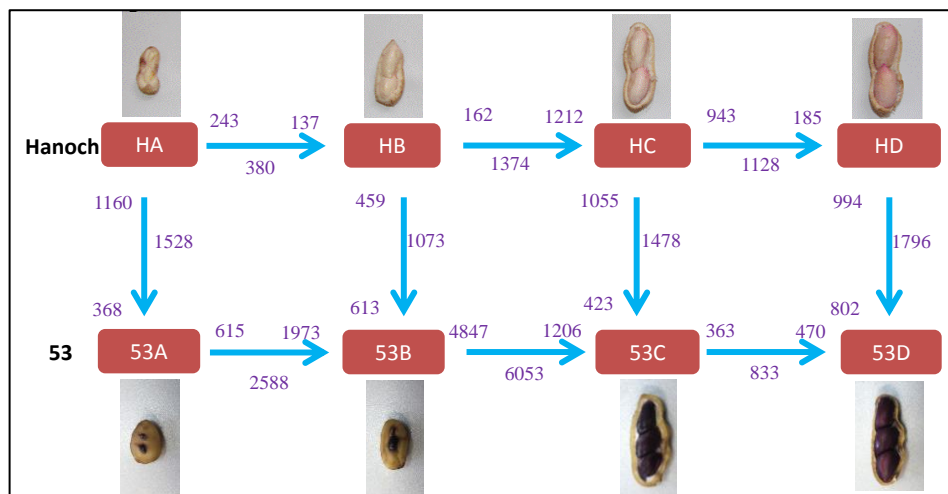 243 137 162 1212 943 185
Hanoch HA HB HC HD
380 1374 1128
1160 459 1055 994
1528 1073 1478 1796
368 613 423 802
615 1973 4847 1206 363 470
53 53A 53B 53C 53D
2588 6053 833